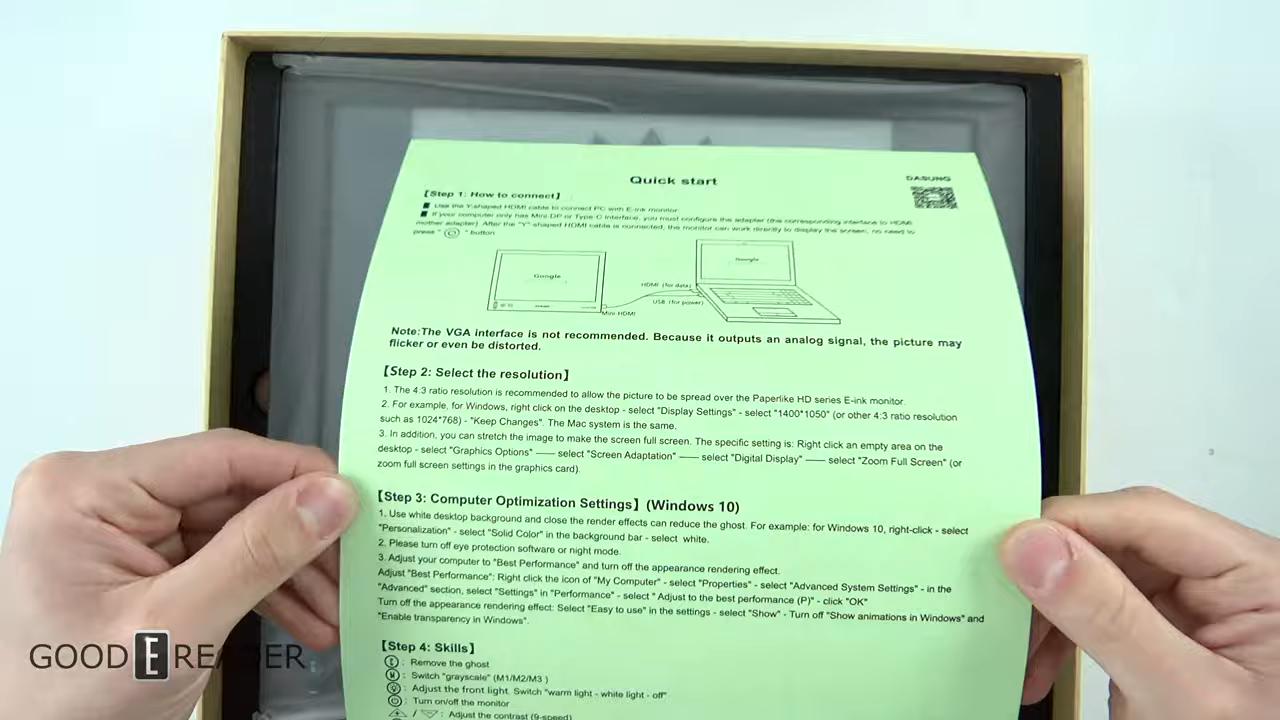 Quick start
DASUNG
【Step 1: How to connect】
■ Use the Y-shaped HDMI cable to connect PC with E-ink monitor
■ If your computer only has Mini DP or Type C Interface, you must configure the adapter (the corresponding interface to HDMI
mother adapter). After the "Y" shaped HDMI cable is connected, the monitor can work directly to display the screen, no need to
press " " button
Google
Google
HDMI (for data)
USB (for power)
Mini HDMI
Note:The VGA interface is not recommended. Because it outputs an analog signal, the picture may
flicker or even be distorted.
【Step 2: Select the resolution】
1. The 4:3 ratio resolution is recommended to allow the picture to be spread over the Paperlike HD series E-ink monitor.
2. For example, for Windows, right click on the desktop - select "Display Settings" - select "1400*1050" (or other 4:3 ratio resolution
such as 1024*768) - "Keep Changes". The Mac system is the same.
3. In addition, you can stretch the image to make the screen full screen. The specific setting is: Right click an empty area on the
desktop - select "Graphics Options" —— select "Screen Adaptation" —— select "Digital Display" —— select "Zoom Full Screen" (or
zoom full screen settings in the graphics card).
【Step 3: Computer Optimization Settings】(Windows 10)
1. Use white desktop background and close the render effects can reduce the ghost. For example: for Windows 10, right-click - select
"Personalization" - select "Solid Color" in the background bar - select white.
2. Please turn off eye protection software or night mode.
3. Adjust your computer to "Best Performance" and turn off the appearance rendering effect.
Adjust "Best Performance": Right click the icon of "My Computer" - select "Properties" - select "Advanced System Settings" - in the
"Advanced" section, select "Settings" in "Performance" - select " Adjust to the best performance (P)" - click "OK"
Turn off the appearance rendering effect: Select "Easy to use" in the settings - select "Show" - Turn off "Show animations in Windows" and
"Enable transparency in Windows".
【Step 4: Skills】
: Remove the ghost
M : Switch "grayscale" (M1/M2/M3 )
: Adjust the front light. Switch "warm light - white light - off"
: Turn on/off the monitor
/ : Adjust the contrast (9-speed)
GOOD E READER